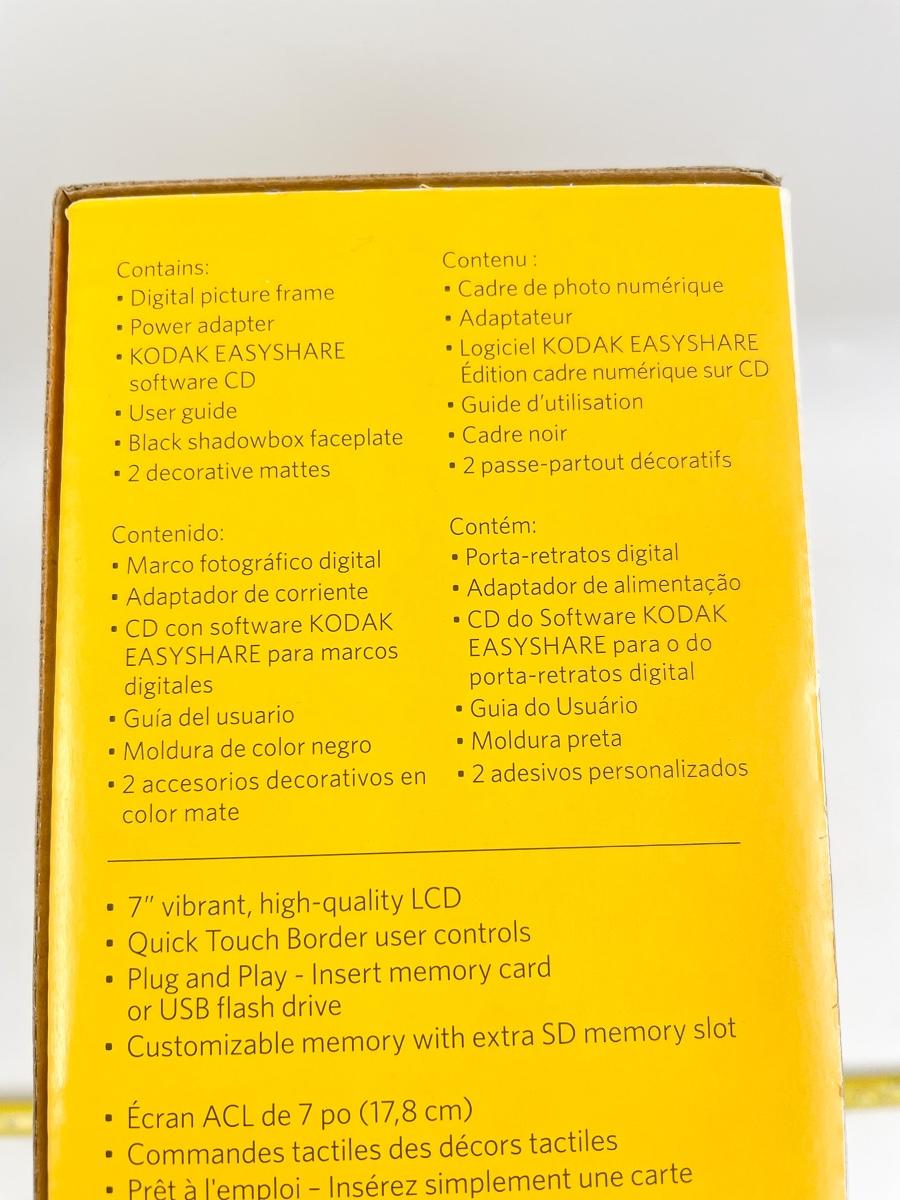 Contains:
▪ Digital picture frame
▪ Power adapter
▪ KODAK EASYSHARE
software CD
▪ User guide
▪ Black shadowbox faceplate
▪ 2 decorative mattes
Contenu :
▪ Cadre de photo numérique
▪ Adaptateur
▪ Logiciel KODAK EASYSHARE
Édition cadre numérique sur CD
▪ Guide d'utilisation
▪ Cadre noir
▪ 2 passe-partout décoratifs
Contenido:
▪ Marco fotográfico digital
▪ Adaptador de corriente
▪ CD con software KODAK
EASYSHARE para marcos
digitales
▪ Guía del usuario
▪ Moldura de color negro
▪ 2 accesorios decorativos en
color mate
Contém:
▪ Porta-retratos digital
▪ Adaptador de alimentação
▪ CD do Software KODAK
EASYSHARE para o do
porta-retratos digital
▪ Guia do Usuário
▪ Moldura preta
▪ 2 adesivos personalizados
▪ 7″ vibrant, high-quality LCD
▪ Quick Touch Border user controls
▪ Plug and Play - Insert memory card
or USB flash drive
▪ Customizable memory with extra SD memory slot
▪ Écran ACL de 7 po (17,8 cm)
▪ Commandes tactiles des décors tactiles
▪ Prêt à l'emploi – Insérez simplement une carte